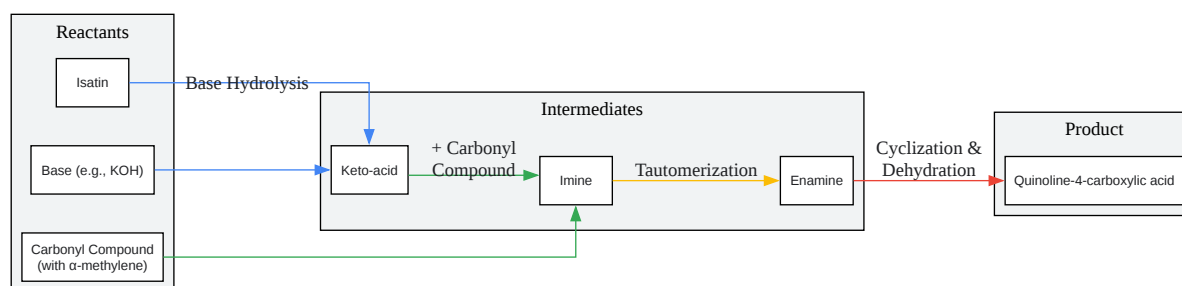 Reactants
Isatin
Base Hydrolysis
Base (e.g., KOH)
Carbonyl Compound
(with α-methylene)
Intermediates
Keto-acid
+ Carbonyl
Compound
Imine
Tautomerization
Enamine
Cyclization &
Dehydration
Product
Quinoline-4-carboxylic acid